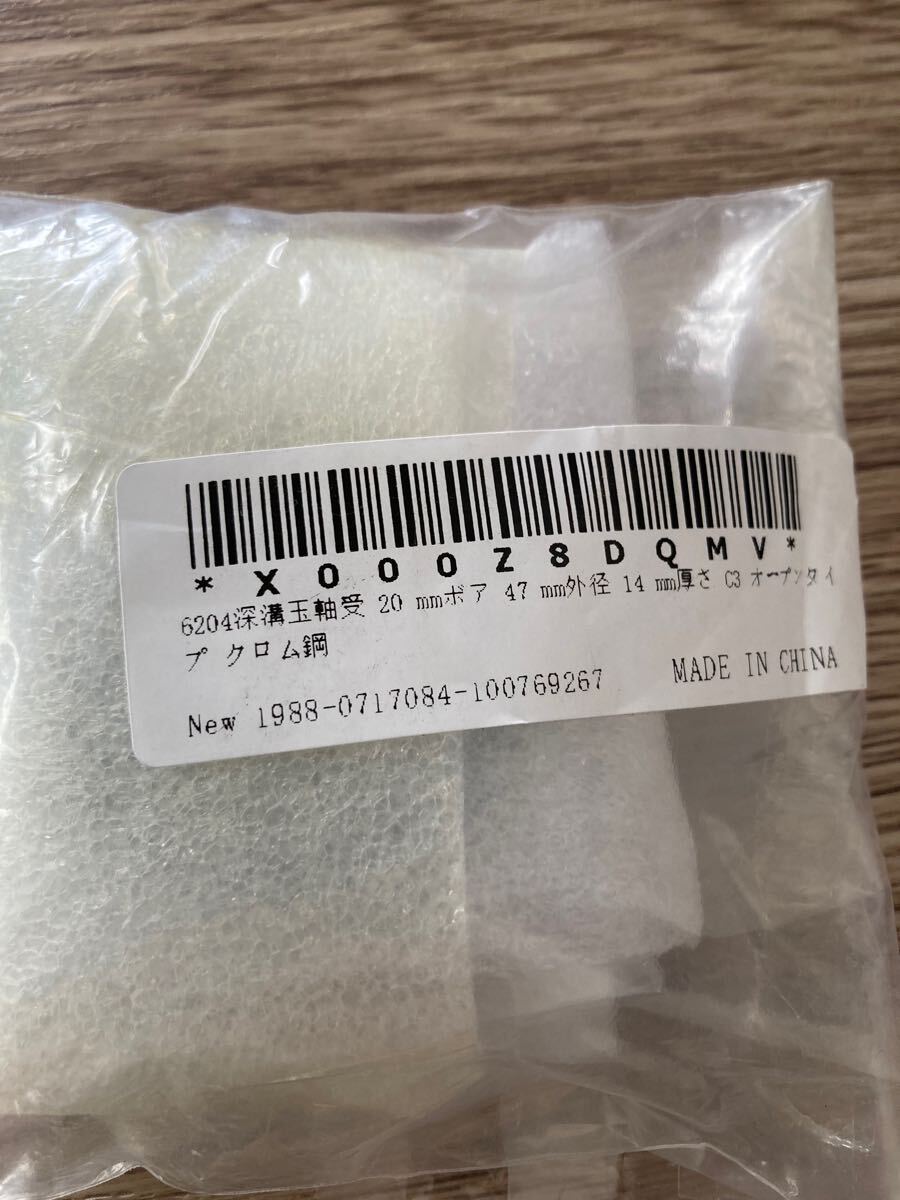 *X000Z8DQMV*
6204深溝玉軸受 20 mmボア 47 mm外径 14 mm厚さ C3 オープンタイ
プ クロム鋼
New 1988-0717084-100769267 MADE IN CHINA